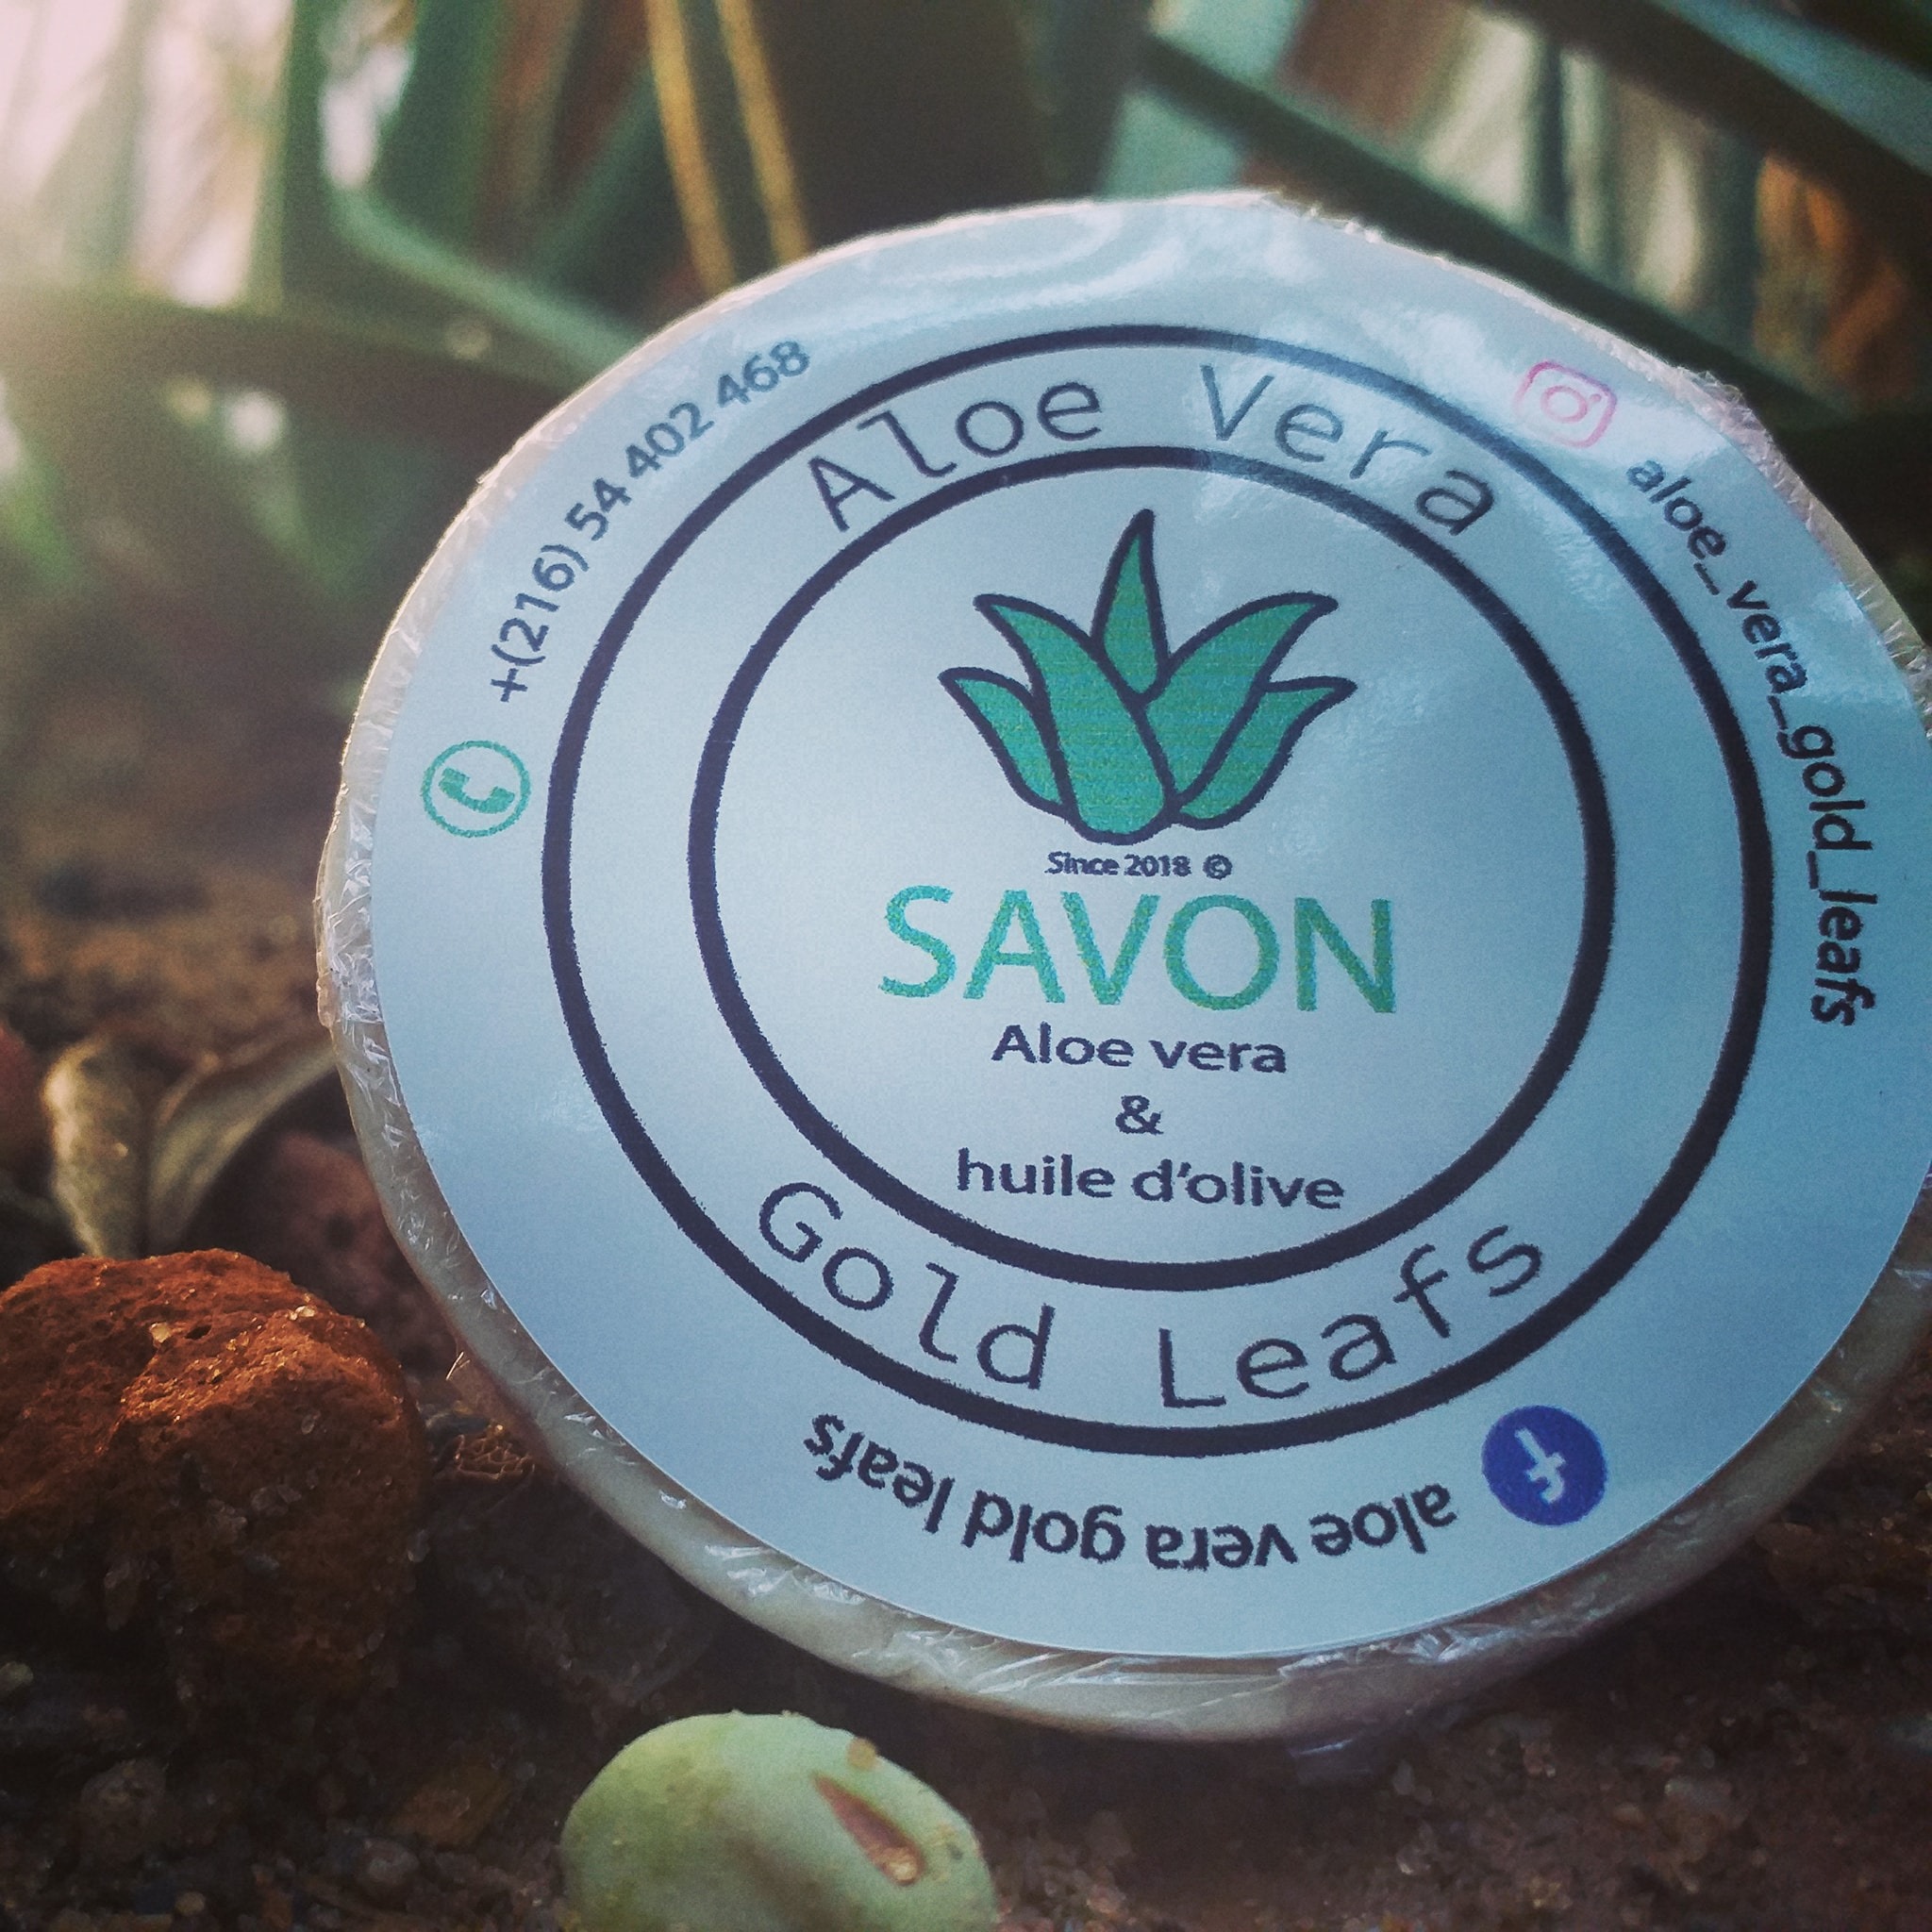 +(216) 54 402 468
aloe_vera_gold_leafs
Aloe Vera
Since 2018 ©
SAVON
Aloe vera
&
huile d'olive
Gold Leafs
aloe vera gold leafs